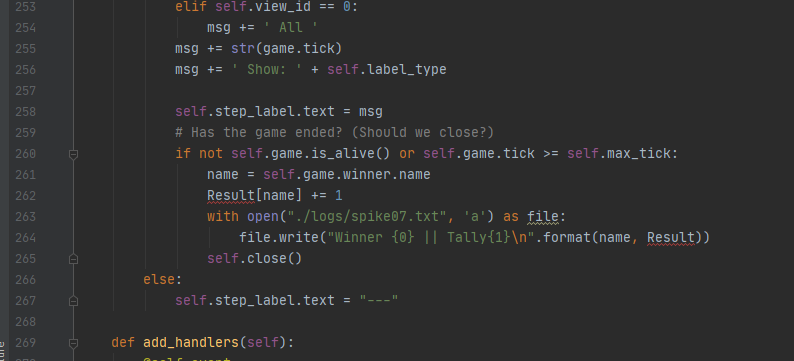 253 elif self.view_id == 0:
254 msg += ' All '
255 msg += str(game.tick)
256 msg += ' Show: ' + self.label_type
257
258 self.step_label.text = msg
259 # Has the game ended? (Should we close?)
260 if not self.game.is_alive() or self.game.tick >= self.max_tick:
261 name = self.game.winner.name
262 Result[name] += 1
263 with open("./logs/spike07.txt", 'a') as file:
264 file.write("Winner {0} || Tally{1}\n".format(name, Result))
265 self.close()
266 else:
267 self.step_label.text = "---"
268
269 def add_handlers(self):